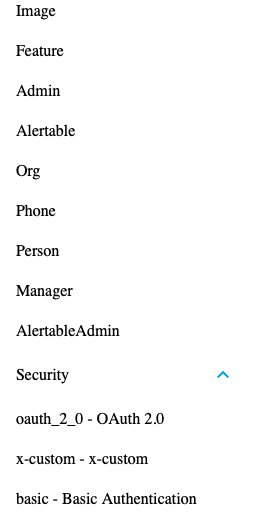 Image
Feature
Admin
Alertable
Org
Phone
Person
Manager
AlertableAdmin
Security
oauth_2_0 - OAuth 2.0
x-custom - x-custom
basic - Basic Authentication